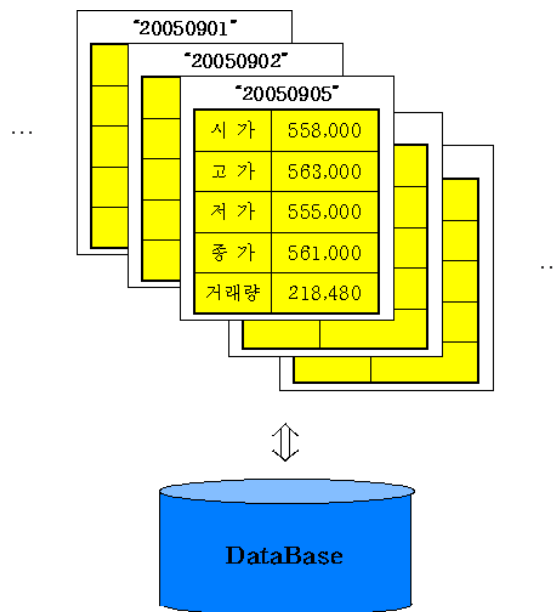 "20050901"
"20050902"
"20050905"
시 가 558,000
고 가 563,000
저 가 555,000
종 가 561,000
거래량 218,480
...
...
DataBase